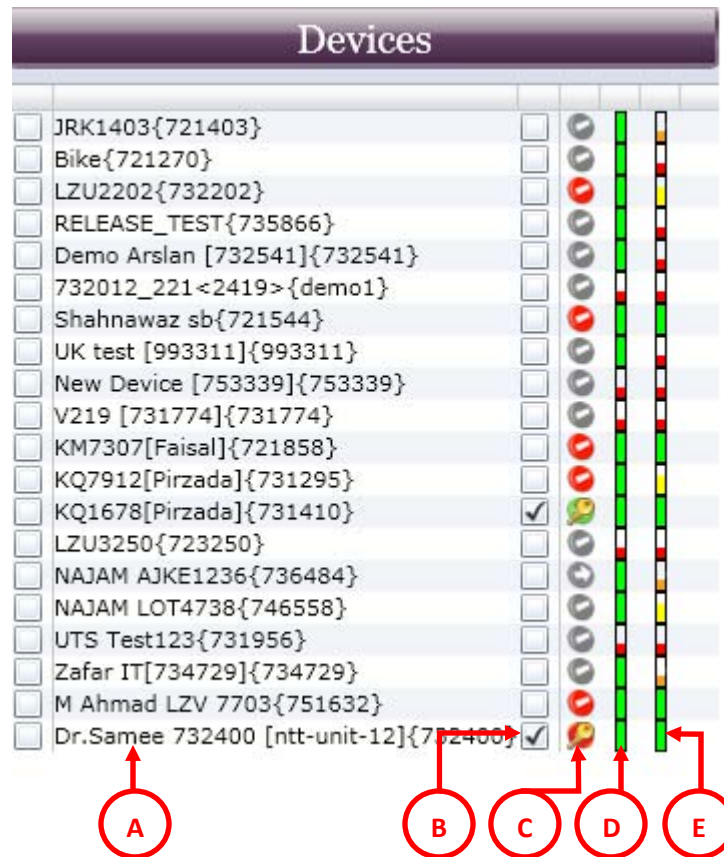 Devices
JRK1403{721403}
Bike{721270}
LZU2202{732202}
RELEASE_TEST{735866}
Demo Arslan [732541]{732541}
732012_221<2419>{demo1}
Shahnawaz sb{721544}
UK test [993311]{993311}
New Device [753339]{753339}
V219 [731774]{731774}
KM7307[Faisal]{721858}
KQ7912[Pirzada]{731295}
KQ1678[Pirzada]{731410}
LZU3250{723250}
NAJAM AJKE1236{736484}
NAJAM LOT4738{746558}
UTS Test123{731956}
Zafar IT[734729]{734729}
M Ahmad LZV 7703{751632}
Dr.Samee 732400 [ntt-unit-12]{732400}
A B C D E